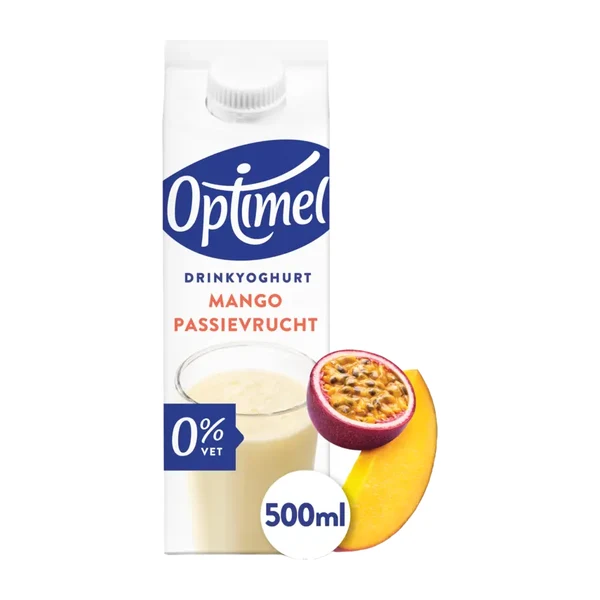 Optimel
DRINKYOGHURT
MANGO
PASSIEVRUCHT
0%
VET
500ml